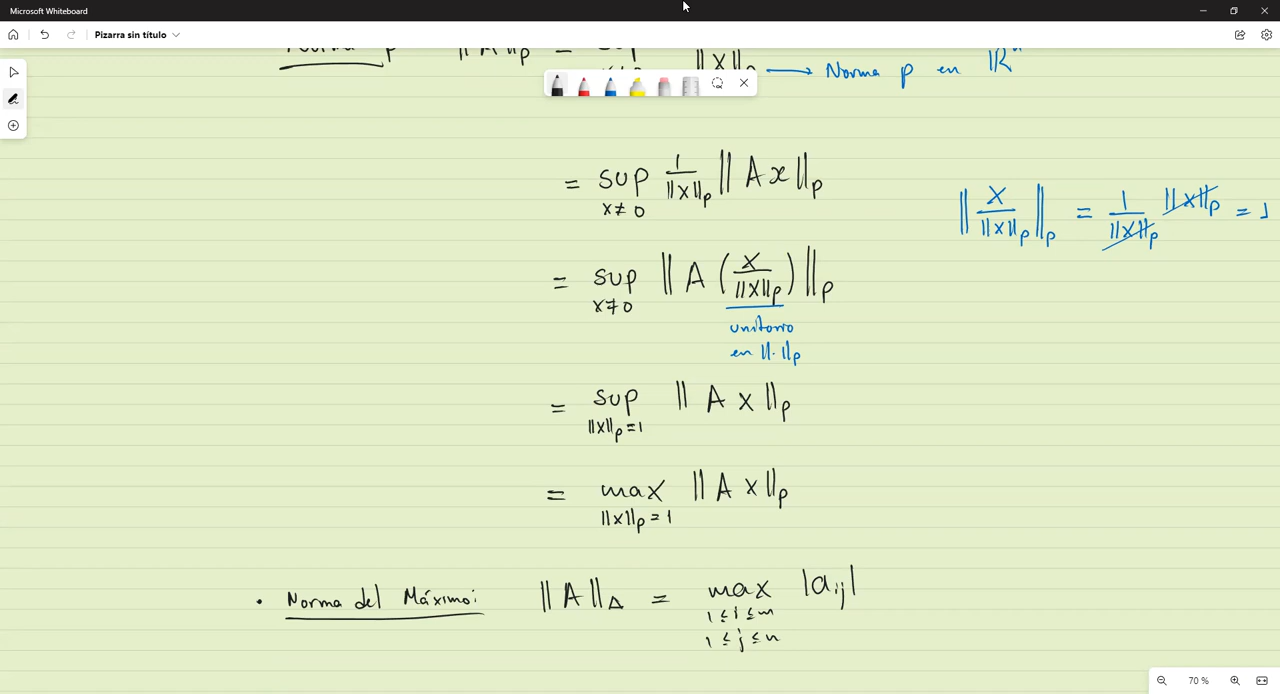 Microsoft Whiteboard
Pizarra sin título
p ‖A‖p = sup x≠0 ‖x‖p → Norma p en ℝⁿ
= sup x≠0 1/‖x‖p ‖Ax‖p
‖x/‖x‖p‖p = 1/‖x‖p ‖x‖p = 1
= sup x≠0 ‖A(x/‖x‖p)‖p
unitario
en ‖·‖p
= sup ‖x‖p=1 ‖Ax‖p
= max ‖x‖p=1 ‖Ax‖p
• Norma del Máximo: ‖A‖Δ = max |aij|
1≤i≤m
1≤j≤n
70 %